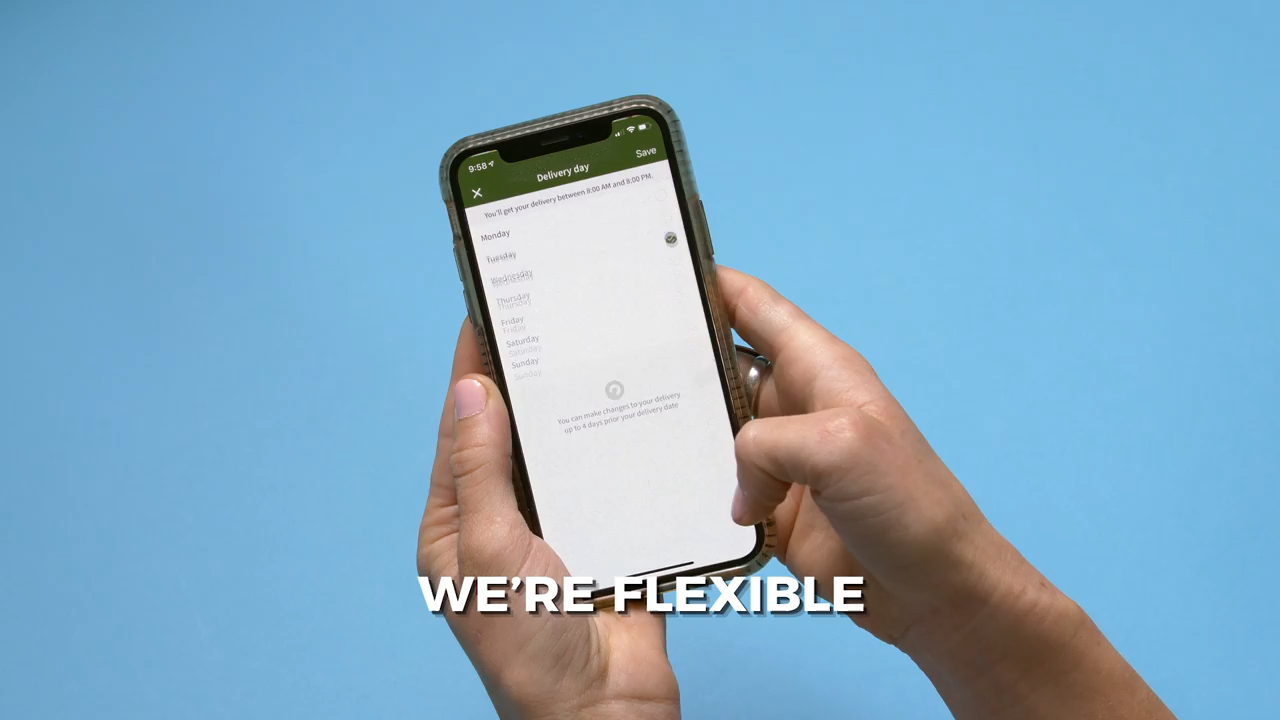 9:58
Save
Delivery day
You'll get your delivery between 8:00 AM and 8:00 PM.
Monday
Tuesday
Wednesday
Thursday
Friday
Saturday
Sunday
You can make changes to your delivery
up to 4 days prior your delivery date
WE'RE FLEXIBLE